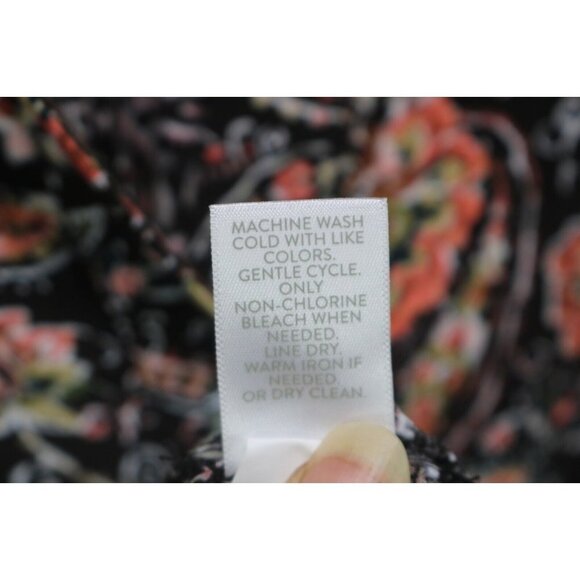 MACHINE WASH
COLD WITH LIKE
COLORS.
GENTLE CYCLE.
ONLY
NON-CHLORINE
BLEACH WHEN
NEEDED.
LINE DRY.
WARM IRON IF
NEEDED.
OR DRY CLEAN.